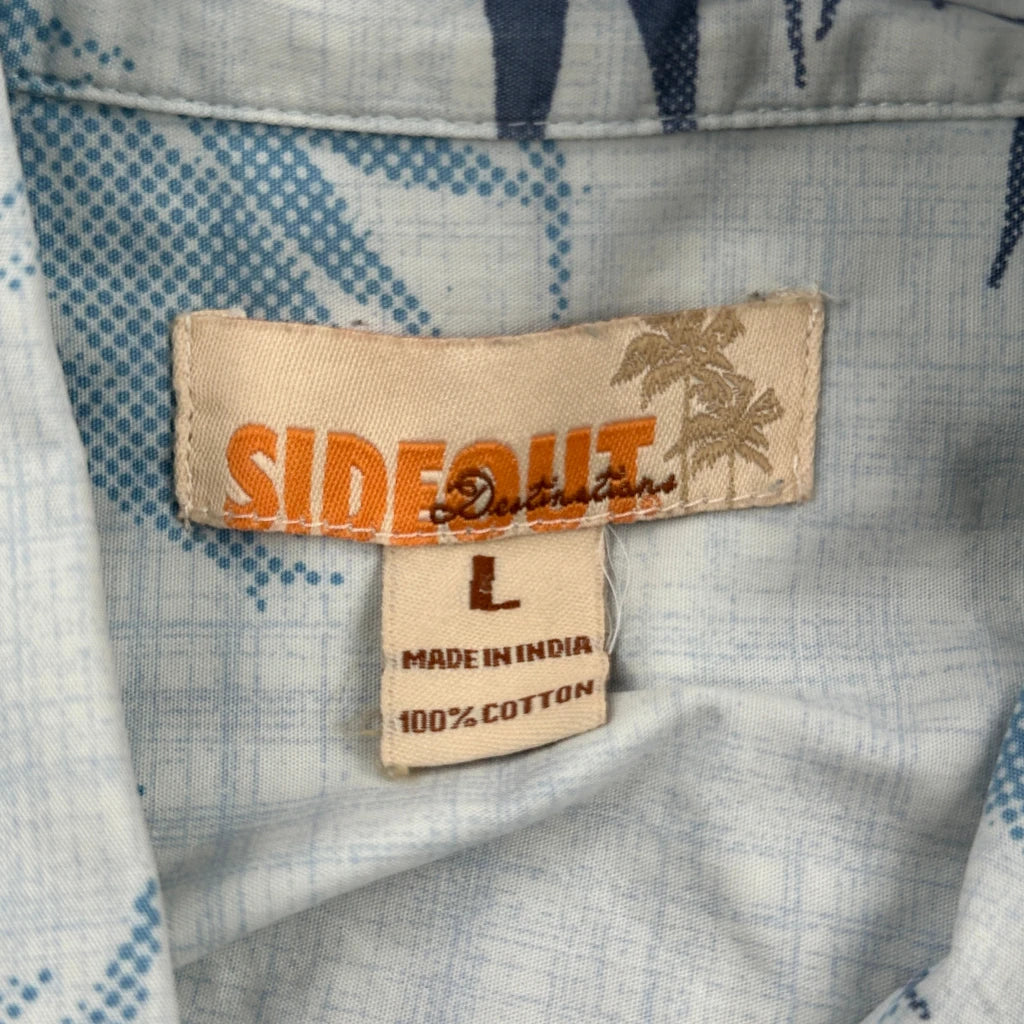 SIDEOUT
Destinations
L
MADE IN INDIA
100% COTTON